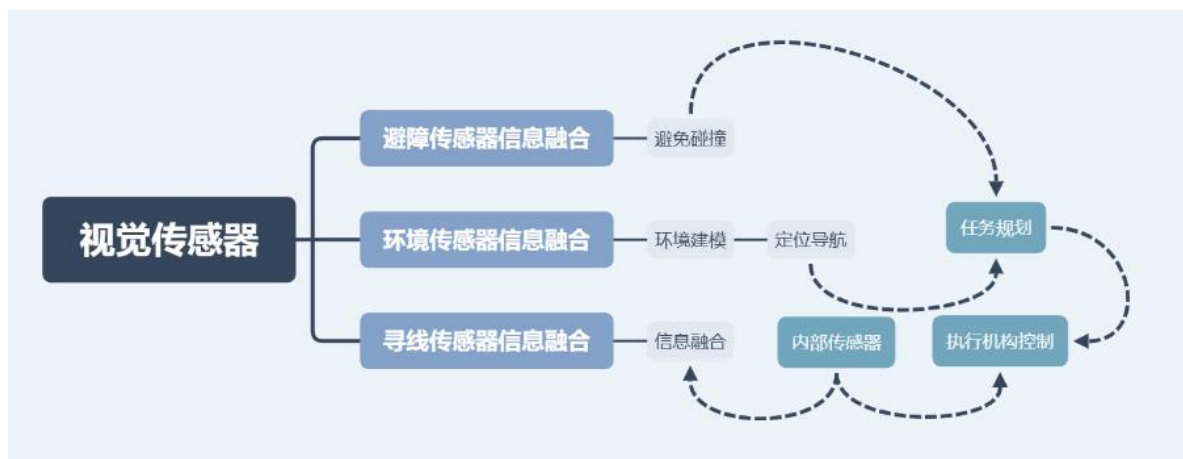 避障传感器信息融合
避免碰撞
视觉传感器
环境传感器信息融合
环境建模
定位导航
任务规划
寻线传感器信息融合
信息融合
内部传感器
执行机构控制